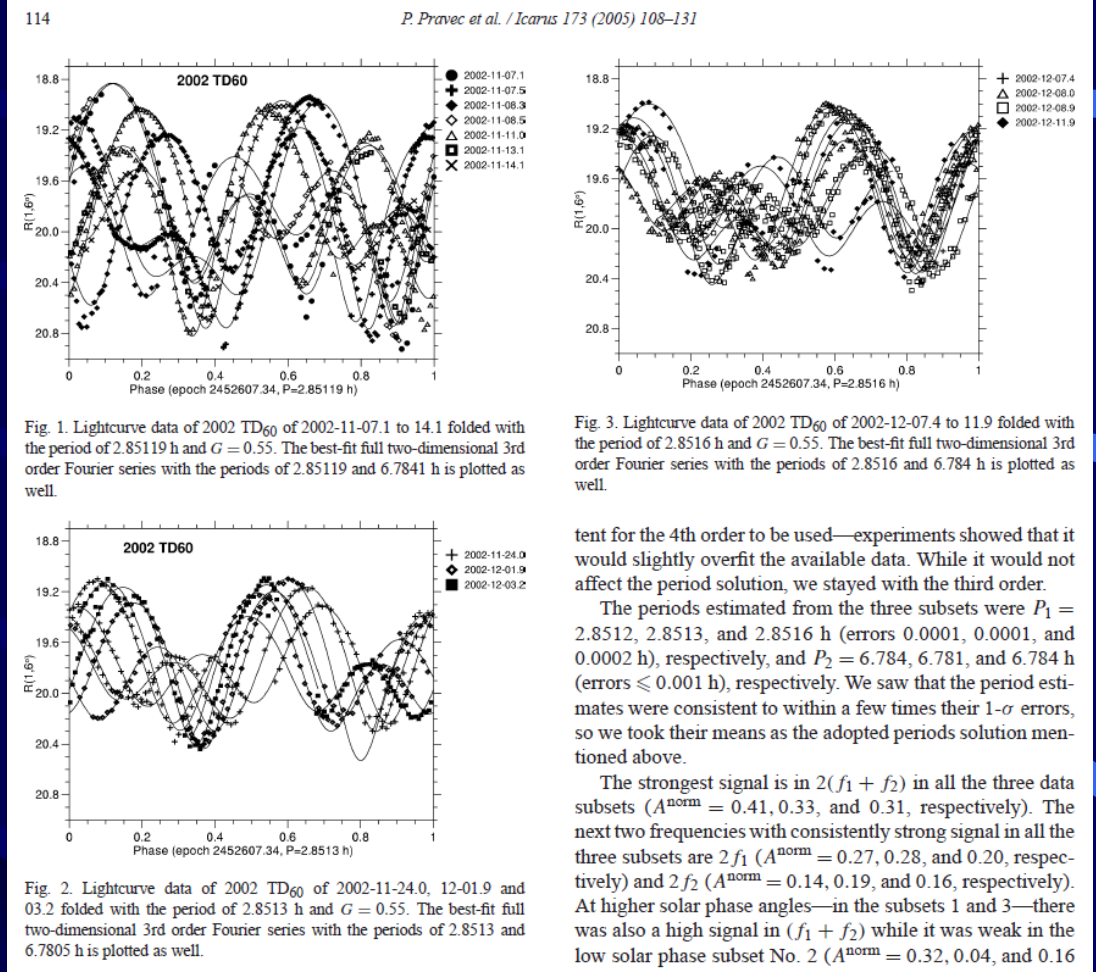 114
P. Pravec et al. / Icarus 173 (2005) 108–131
2002 TD60
18.8
19.2
19.6
20.0
20.4
20.8
R(1,6°)
0 0.2 0.4 0.6 0.8 1
Phase (epoch 2452607.34, P=2.85119 h)
2002-11-07.1
2002-11-07.5
2002-11-08.3
2002-11-08.5
2002-11-11.0
2002-11-13.1
2002-11-14.1
Fig. 1. Lightcurve data of 2002 TD60 of 2002-11-07.1 to 14.1 folded with
the period of 2.85119 h and G = 0.55. The best-fit full two-dimensional 3rd
order Fourier series with the periods of 2.85119 and 6.7841 h is plotted as
well.
2002 TD60
18.8
19.2
19.6
20.0
20.4
20.8
R(1,6°)
0 0.2 0.4 0.6 0.8 1
Phase (epoch 2452607.34, P=2.8513 h)
2002-11-24.0
2002-12-01.9
2002-12-03.2
Fig. 2. Lightcurve data of 2002 TD60 of 2002-11-24.0, 12-01.9 and
03.2 folded with the period of 2.8513 h and G = 0.55. The best-fit full
two-dimensional 3rd order Fourier series with the periods of 2.8513 and
6.7805 h is plotted as well.
18.8
19.2
19.6
20.0
20.4
20.8
R(1,6°)
0 0.2 0.4 0.6 0.8 1
Phase (epoch 2452607.34, P=2.8516 h)
2002-12-07.4
2002-12-08.0
2002-12-08.9
2002-12-11.9
Fig. 3. Lightcurve data of 2002 TD60 of 2002-12-07.4 to 11.9 folded with
the period of 2.8516 h and G = 0.55. The best-fit full two-dimensional 3rd
order Fourier series with the periods of 2.8516 and 6.784 h is plotted as
well.
tent for the 4th order to be used—experiments showed that it
would slightly overfit the available data. While it would not
affect the period solution, we stayed with the third order.
The periods estimated from the three subsets were P1 =
2.8512, 2.8513, and 2.8516 h (errors 0.0001, 0.0001, and
0.0002 h), respectively, and P2 = 6.784, 6.781, and 6.784 h
(errors ⩽ 0.001 h), respectively. We saw that the period esti-
mates were consistent to within a few times their 1-σ errors,
so we took their means as the adopted periods solution men-
tioned above.
The strongest signal is in 2(f1 + f2) in all the three data
subsets (Anorm = 0.41, 0.33, and 0.31, respectively). The
next two frequencies with consistently strong signal in all the
three subsets are 2f1 (Anorm = 0.27, 0.28, and 0.20, respec-
tively) and 2f2 (Anorm = 0.14, 0.19, and 0.16, respectively).
At higher solar phase angles—in the subsets 1 and 3—there
was also a high signal in (f1 + f2) while it was weak in the
low solar phase subset No. 2 (Anorm = 0.32, 0.04, and 0.16